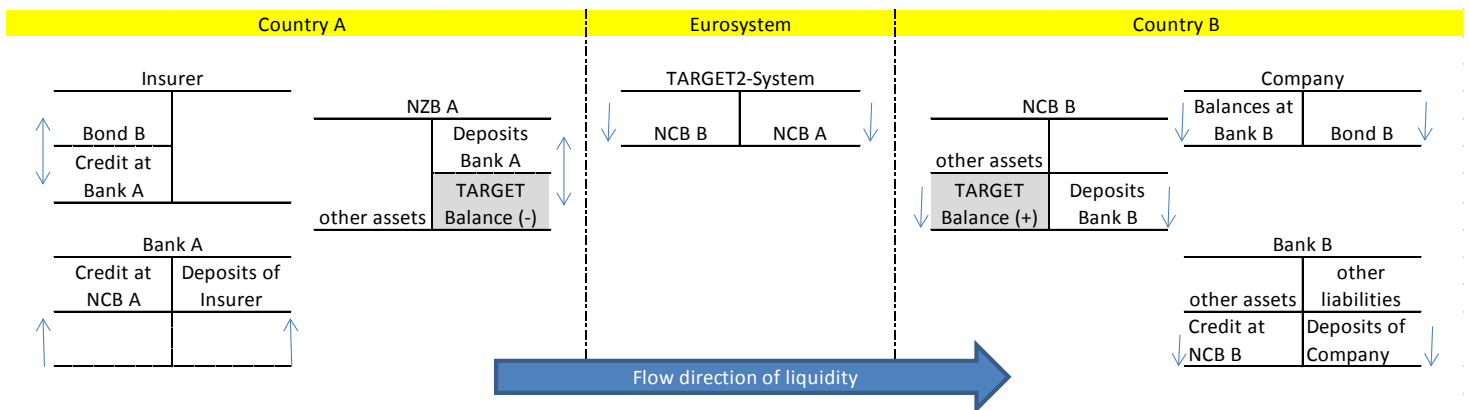 Country A
Eurosystem
Country B
Insurer
Bond B
Credit at
Bank A
NZB A
Deposits
Bank A
other assets
TARGET
Balance (-)
Bank A
Credit at
NCB A
Deposits of
Insurer
TARGET2-System
NCB B
NCB A
NCB B
other assets
TARGET
Balance (+)
Deposits
Bank B
Company
Balances at
Bank B
Bond B
Bank B
other assets
other
liabilities
Credit at
NCB B
Deposits of
Company
Flow direction of liquidity